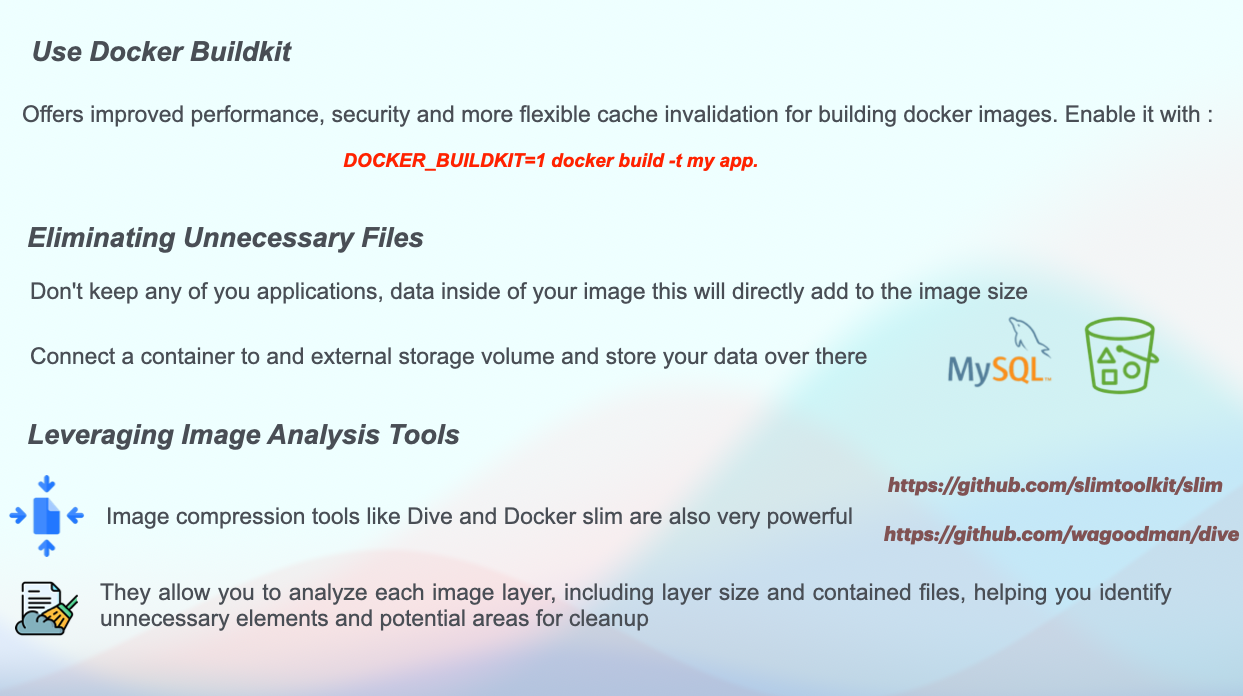 Use Docker Buildkit
Offers improved performance, security and more flexible cache invalidation for building docker images. Enable it with :
DOCKER_BUILDKIT=1 docker build -t my app.
Eliminating Unnecessary Files
Don't keep any of you applications, data inside of your image this will directly add to the image size
Connect a container to and external storage volume and store your data over there
MySQL™
Leveraging Image Analysis Tools
https://github.com/slimtoolkit/slim
Image compression tools like Dive and Docker slim are also very powerful
https://github.com/wagoodman/dive
They allow you to analyze each image layer, including layer size and contained files, helping you identify
unnecessary elements and potential areas for cleanup